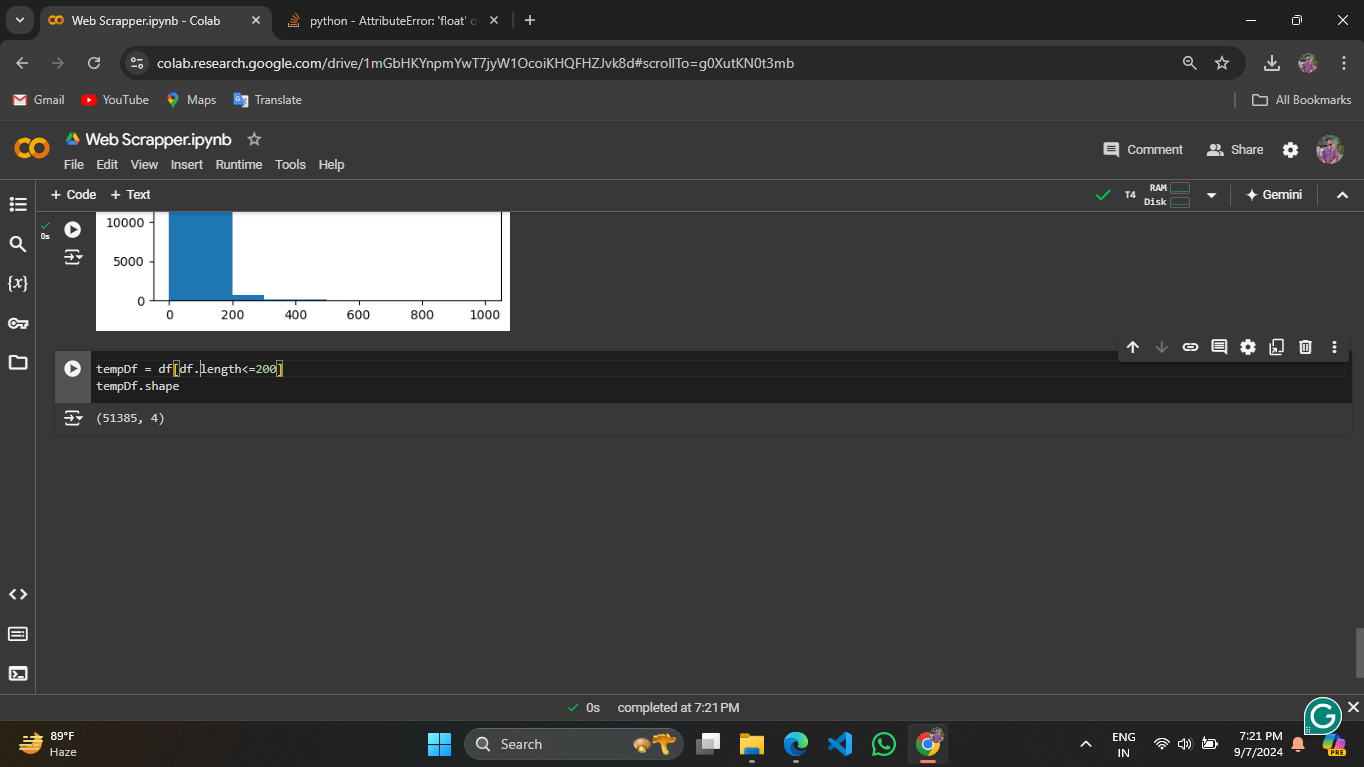 Web Scrapper.ipynb - Colab
python - AttributeError: 'float' o
colab.research.google.com/drive/1mGbHKYnpmYwT7jyW1OcoiKHQFHZJvk8d#scrollTo=g0XutKN0t3mb
Gmail YouTube Maps Translate All Bookmarks
Web Scrapper.ipynb
File Edit View Insert Runtime Tools Help
Comment Share
+ Code + Text
T4 RAM Disk Gemini
0s
10000
5000
0
0 200 400 600 800 1000
tempDf = df[df.length<=200]
tempDf.shape
(51385, 4)
{x}
0s completed at 7:21 PM
89°F
Haze
Search
PRE
ENG
IN
7:21 PM
9/7/2024